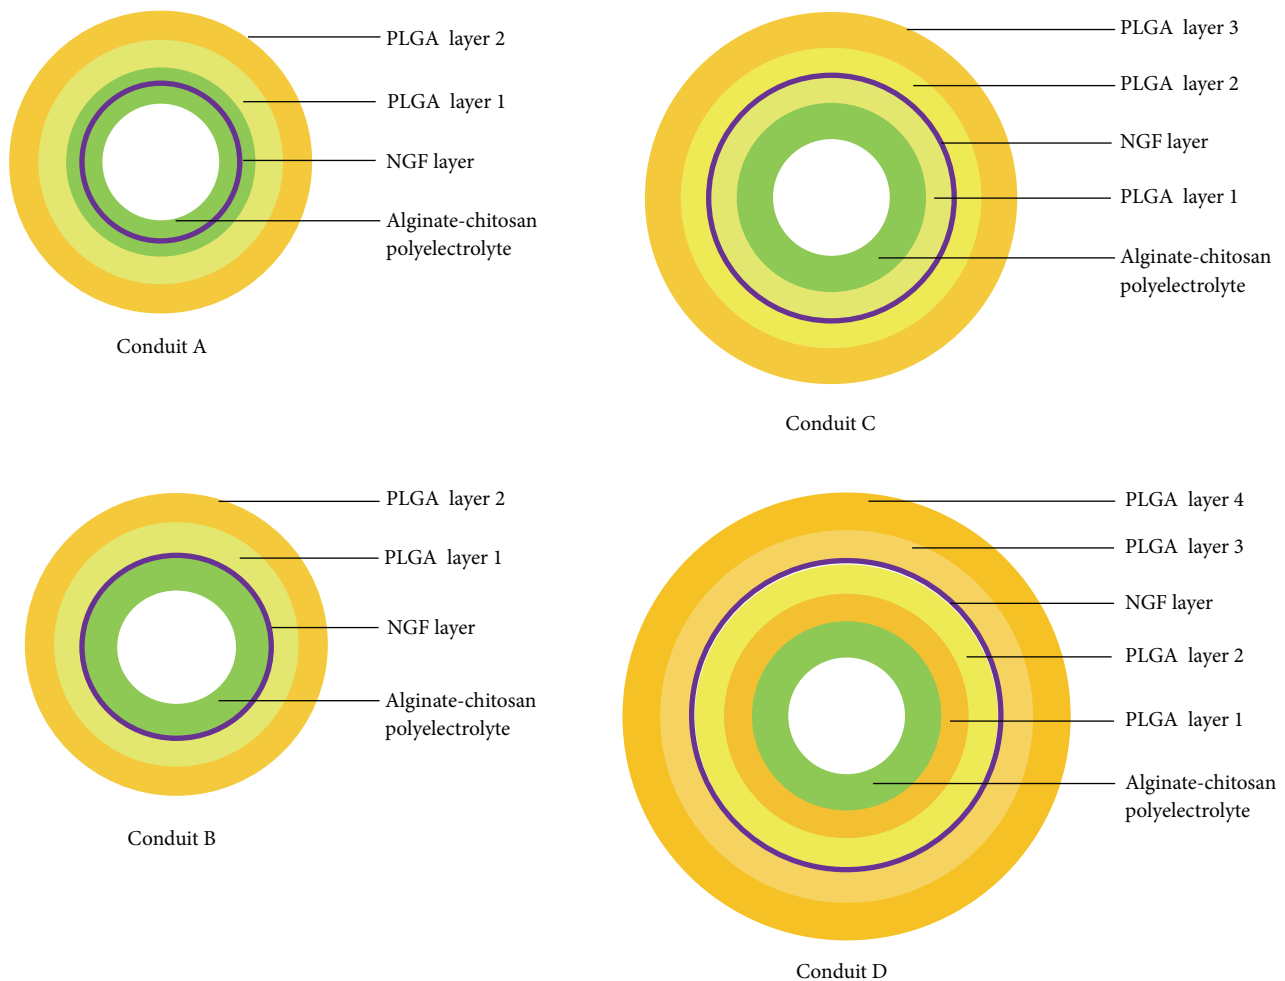 PLGA layer 2
PLGA layer 1
NGF layer
Alginate-chitosan
polyelectrolyte
Conduit A
PLGA layer 3
PLGA layer 2
NGF layer
PLGA layer 1
Alginate-chitosan
polyelectrolyte
Conduit C
PLGA layer 2
PLGA layer 1
NGF layer
Alginate-chitosan
polyelectrolyte
Conduit B
PLGA layer 4
PLGA layer 3
NGF layer
PLGA layer 2
PLGA layer 1
Alginate-chitosan
polyelectrolyte
Conduit D